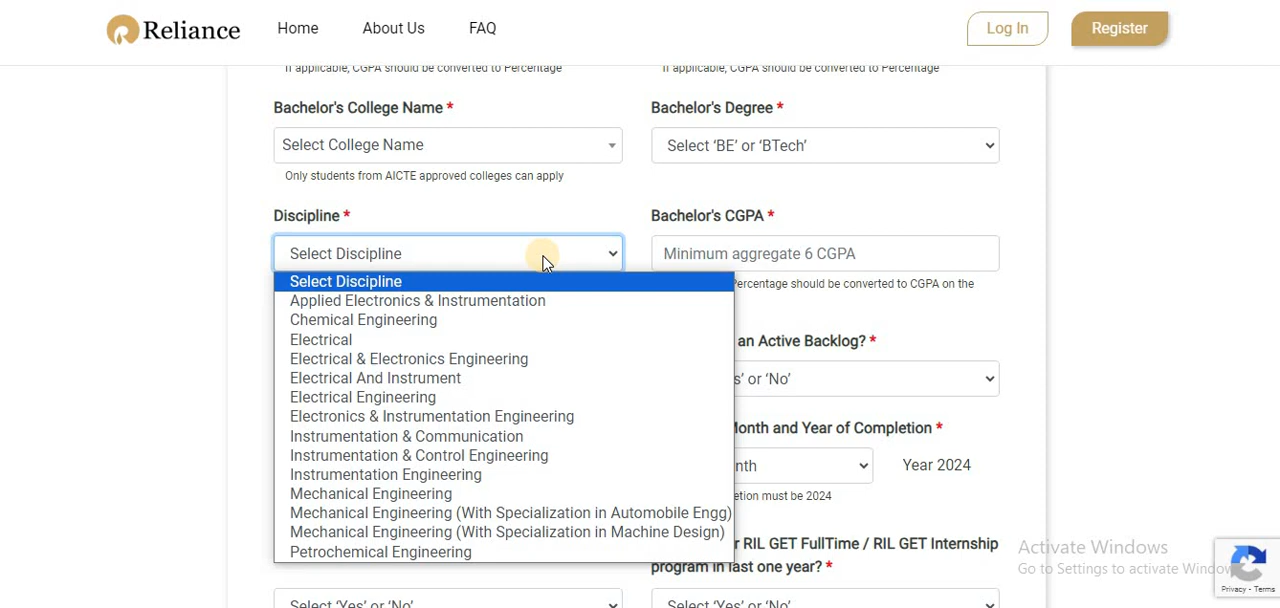 Reliance
Home
About Us
FAQ
Log In
Register
If applicable, CGPA should be converted to Percentage
If applicable, CGPA should be converted to Percentage
Bachelor's College Name *
Bachelor's Degree *
Select College Name
Select ‘BE’ or ‘BTech’
Only students from AICTE approved colleges can apply
Discipline *
Bachelor's CGPA *
Select Discipline
Minimum aggregate 6 CGPA
Select Discipline
Percentage should be converted to CGPA on the
Applied Electronics & Instrumentation
Chemical Engineering
Electrical
an Active Backlog? *
Electrical & Electronics Engineering
Electrical And Instrument
s’ or ‘No’
Electrical Engineering
Electronics & Instrumentation Engineering
Month and Year of Completion *
Instrumentation & Communication
Instrumentation & Control Engineering
nth
Year 2024
Instrumentation Engineering
Mechanical Engineering
etion must be 2024
Mechanical Engineering (With Specialization in Automobile Engg)
Mechanical Engineering (With Specialization in Machine Design)
Petrochemical Engineering
r RIL GET FullTime / RIL GET Internship
program in last one year? *
Activate Windows
Go to Settings to activate Window
Privacy - Terms
Select ‘Yes’ or ‘No’
Select ‘Yes’ or ‘No’